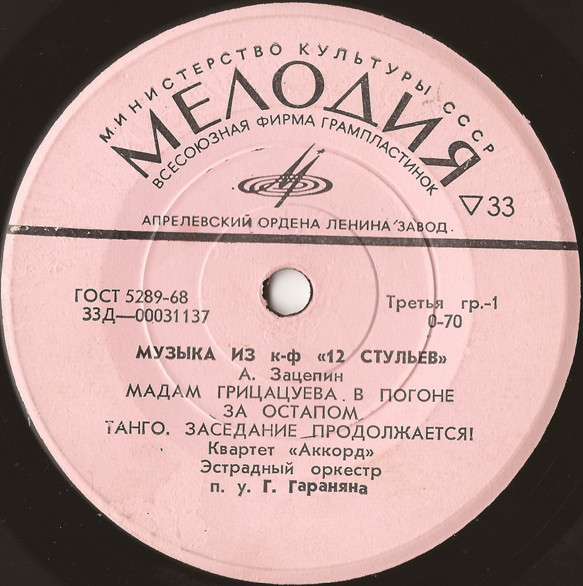 МИНИСТЕРСТВО КУЛЬТУРЫ СССР
МЕЛОДИЯ
ВСЕСОЮЗНАЯ ФИРМА ГРАМПЛАСТИНОК
▽33
АПРЕЛЕВСКИЙ ОРДЕНА ЛЕНИНА ЗАВОД.
ГОСТ 5289-68
33Д—00031137
Третья гр.-1
0-70
МУЗЫКА ИЗ к-ф «12 СТУЛЬЕВ»
А. Зацепин
МАДАМ ГРИЦАЦУЕВА. В ПОГОНЕ
ЗА ОСТАПОМ
ТАНГО. ЗАСЕДАНИЕ ПРОДОЛЖАЕТСЯ!
Квартет «Аккорд»
Эстрадный оркестр
п. у. Г. Гараняна